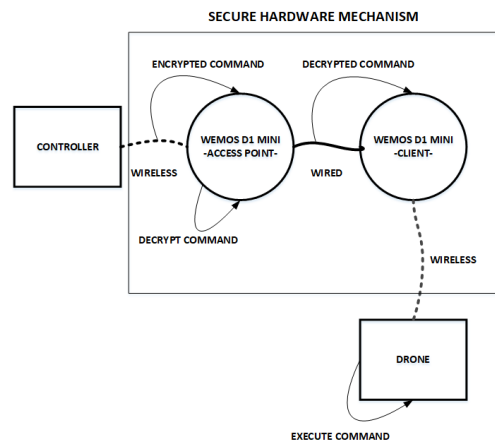 SECURE HARDWARE MECHANISM
ENCRYPTED COMMAND
DECRYPTED COMMAND
CONTROLLER
WEMOS D1 MINI
-ACCESS POINT-
WEMOS D1 MINI
-CLIENT-
WIRELESS
WIRED
DECRYPT COMMAND
WIRELESS
DRONE
EXECUTE COMMAND